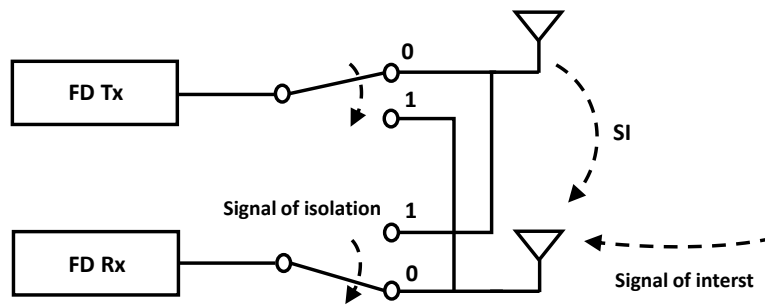 0
FD Tx
1
SI
Signal of isolation
1
FD Rx
0
Signal of interst